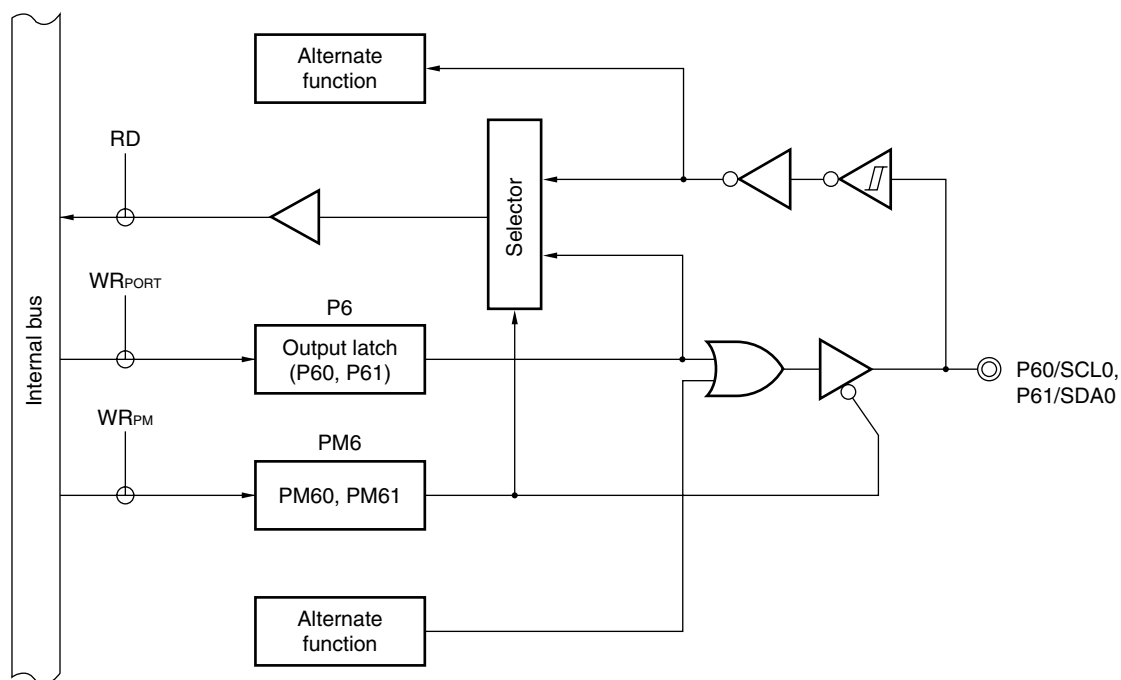 Alternate
function
RD
Selector
WRPORT
P6
Internal bus
Output latch
(P60, P61)
P60/SCL0,
P61/SDA0
WRPM
PM6
PM60, PM61
Alternate
function